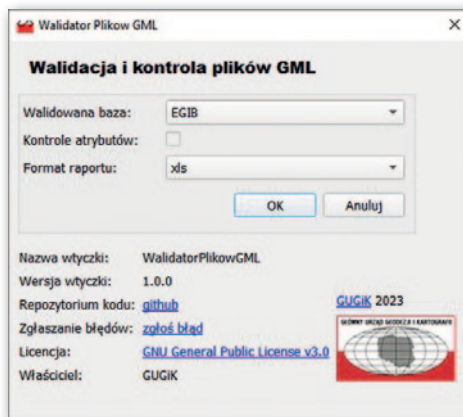 Walidator Plikow GML
Walidacja i kontrola plików GML
Walidowana baza: EGIB
Kontrole atrybutów:
Format raportu: xls
OK Anuluj
Nazwa wtyczki: WalidatorPlikowGML
Wersja wtyczki: 1.0.0
Repozytorium kodu: github GUGiK 2023
Zgłaszanie błędów: zgłoś błąd
GŁÓWNY URZĄD GEODEZJI I KARTOGRAFII
Licencja: GNU General Public License v3.0
Właściciel: GUGiK